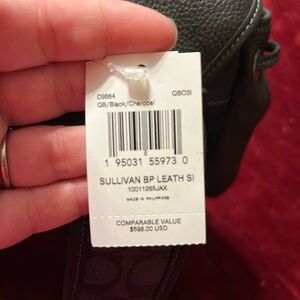 C9864 QBO3I
QB/Black/Charcoal
1 95031 55973 0
SULLIVAN BP LEATH SI
10011285JAX
MADE IN PHILIPPINES
COMPARABLE VALUE
$598.00 USD